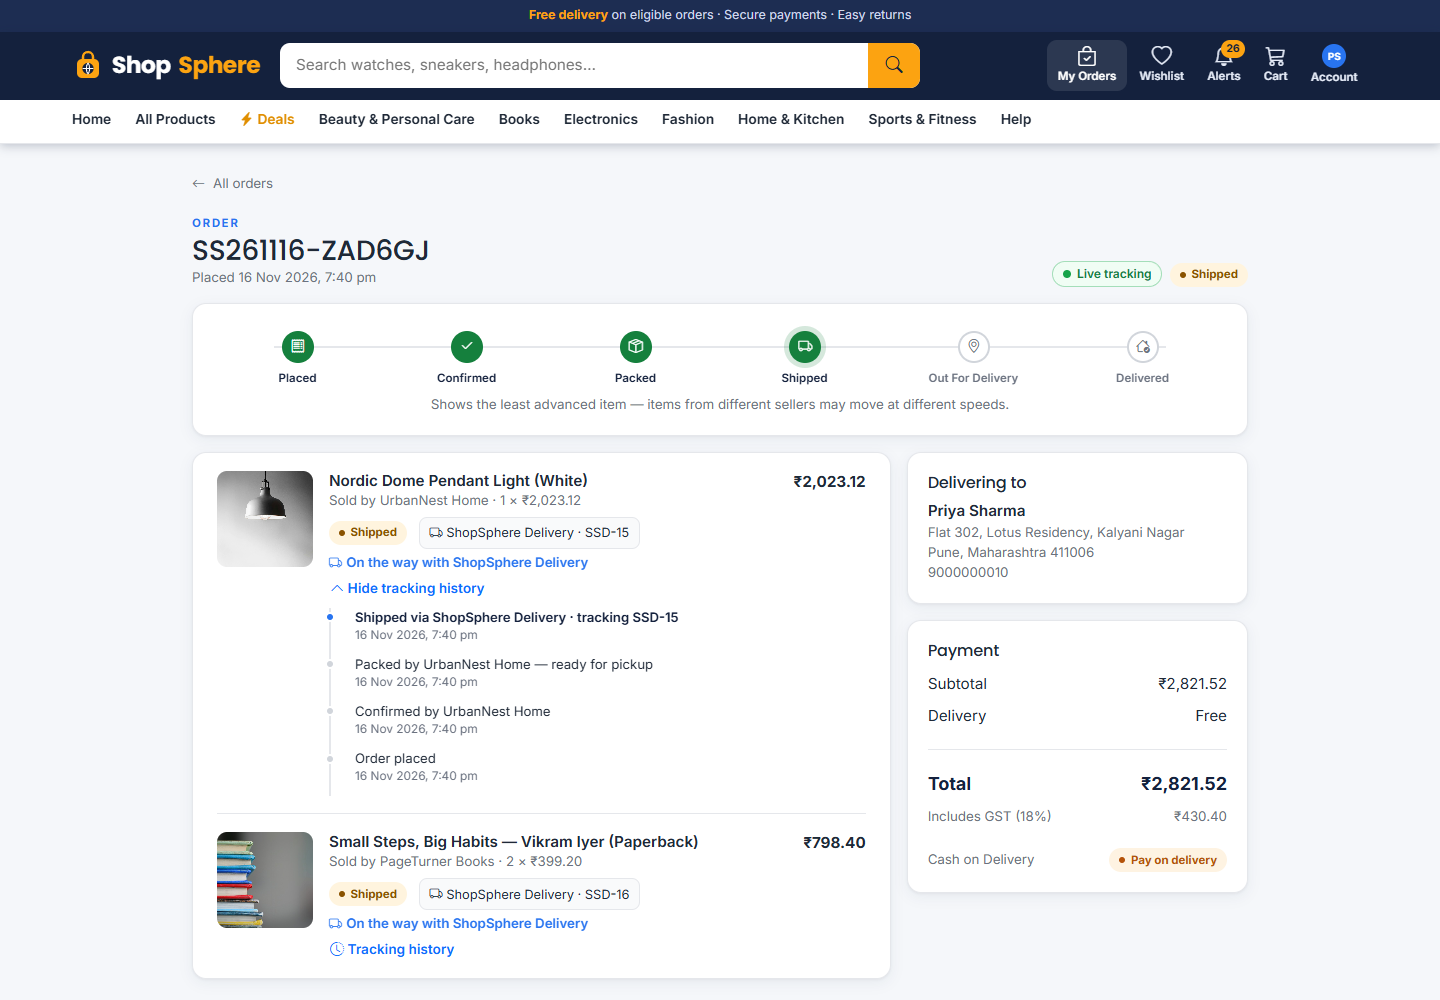 Free delivery on eligible orders · Secure payments · Easy returns
Shop Sphere
Search watches, sneakers, headphones...
My Orders
Wishlist
26
Alerts
Cart
PS
Account
Home
All Products
Deals
Beauty & Personal Care
Books
Electronics
Fashion
Home & Kitchen
Sports & Fitness
Help
← All orders
ORDER
SS261116-ZAD6GJ
Placed 16 Nov 2026, 7:40 pm
Live tracking
Shipped
Placed
Confirmed
Packed
Shipped
Out For Delivery
Delivered
Shows the least advanced item — items from different sellers may move at different speeds.
Nordic Dome Pendant Light (White)
₹2,023.12
Sold by UrbanNest Home · 1 × ₹2,023.12
Shipped
ShopSphere Delivery · SSD-15
On the way with ShopSphere Delivery
Hide tracking history
Shipped via ShopSphere Delivery · tracking SSD-15
16 Nov 2026, 7:40 pm
Packed by UrbanNest Home — ready for pickup
16 Nov 2026, 7:40 pm
Confirmed by UrbanNest Home
16 Nov 2026, 7:40 pm
Order placed
16 Nov 2026, 7:40 pm
Small Steps, Big Habits — Vikram Iyer (Paperback)
₹798.40
Sold by PageTurner Books · 2 × ₹399.20
Shipped
ShopSphere Delivery · SSD-16
On the way with ShopSphere Delivery
Tracking history
Delivering to
Priya Sharma
Flat 302, Lotus Residency, Kalyani Nagar
Pune, Maharashtra 411006
9000000010
Payment
Subtotal ₹2,821.52
Delivery Free
Total ₹2,821.52
Includes GST (18%) ₹430.40
Cash on Delivery Pay on delivery